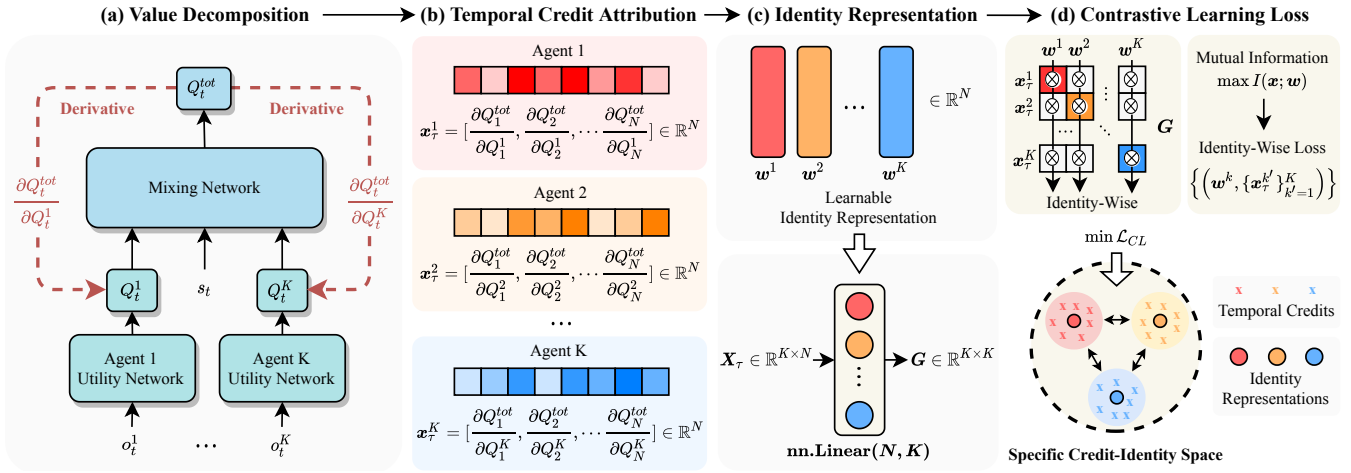 (a) Value Decomposition
(b) Temporal Credit Attribution
(c) Identity Representation
(d) Contrastive Learning Loss
Q_t^{tot}
Derivative
Derivative
∂Q_t^{tot} / ∂Q_t^1
Mixing Network
∂Q_t^{tot} / ∂Q_t^K
Q_t^1
s_t
Q_t^K
Agent 1
Utility Network
Agent K
Utility Network
o_t^1
...
o_t^K
Agent 1
x_τ^1 = [∂Q_1^{tot}/∂Q_1^1, ∂Q_2^{tot}/∂Q_2^1, ⋯ ∂Q_N^{tot}/∂Q_N^1] ∈ ℝ^N
Agent 2
x_τ^2 = [∂Q_1^{tot}/∂Q_1^2, ∂Q_2^{tot}/∂Q_2^2, ⋯ ∂Q_N^{tot}/∂Q_N^2] ∈ ℝ^N
...
Agent K
x_τ^K = [∂Q_1^{tot}/∂Q_1^K, ∂Q_2^{tot}/∂Q_2^K, ⋯ ∂Q_N^{tot}/∂Q_N^K] ∈ ℝ^N
... ∈ ℝ^N
w^1 w^2 w^K
Learnable
Identity Representation
X_τ ∈ ℝ^{K×N}
⋮
G ∈ ℝ^{K×K}
nn.Linear(N, K)
w^1 w^2 w^K
x_τ^1
x_τ^2
...
x_τ^K
G
Identity-Wise
Mutual Information
max I(x; w)
Identity-Wise Loss
{(w^k, {x_τ^{k'}}_{k'=1}^K)}
min ℒ_{CL}
x x x
Temporal Credits
Identity
Representations
Specific Credit-Identity Space